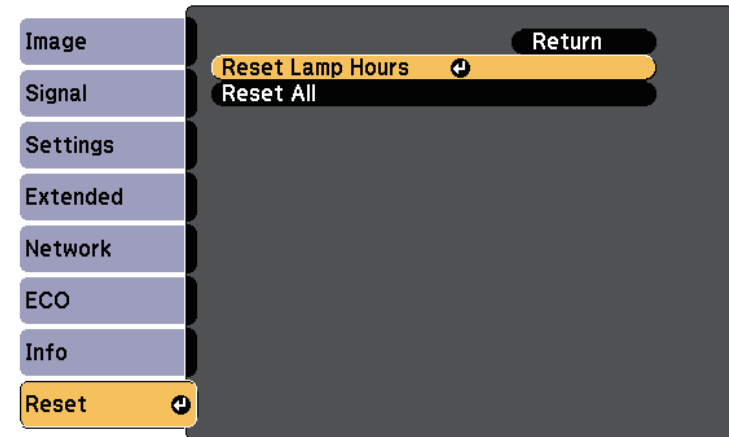 Image
Signal
Settings
Extended
Network
ECO
Info
Reset
Return
Reset Lamp Hours
Reset All